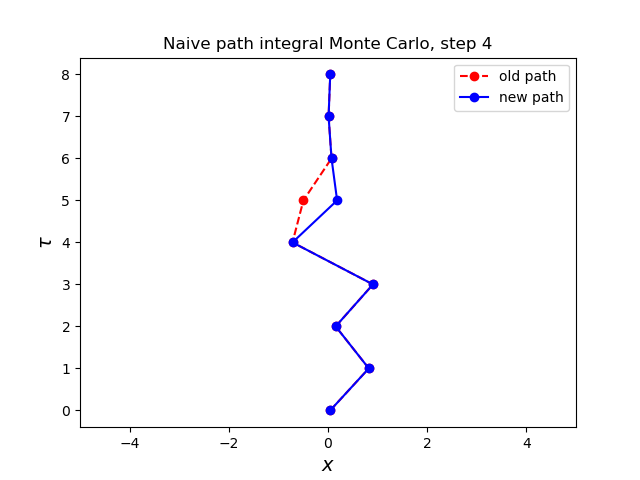 Naive path integral Monte Carlo, step 4
old path
new path
8
7
6
5
4
3
2
1
0
τ
−4 −2 0 2 4
x